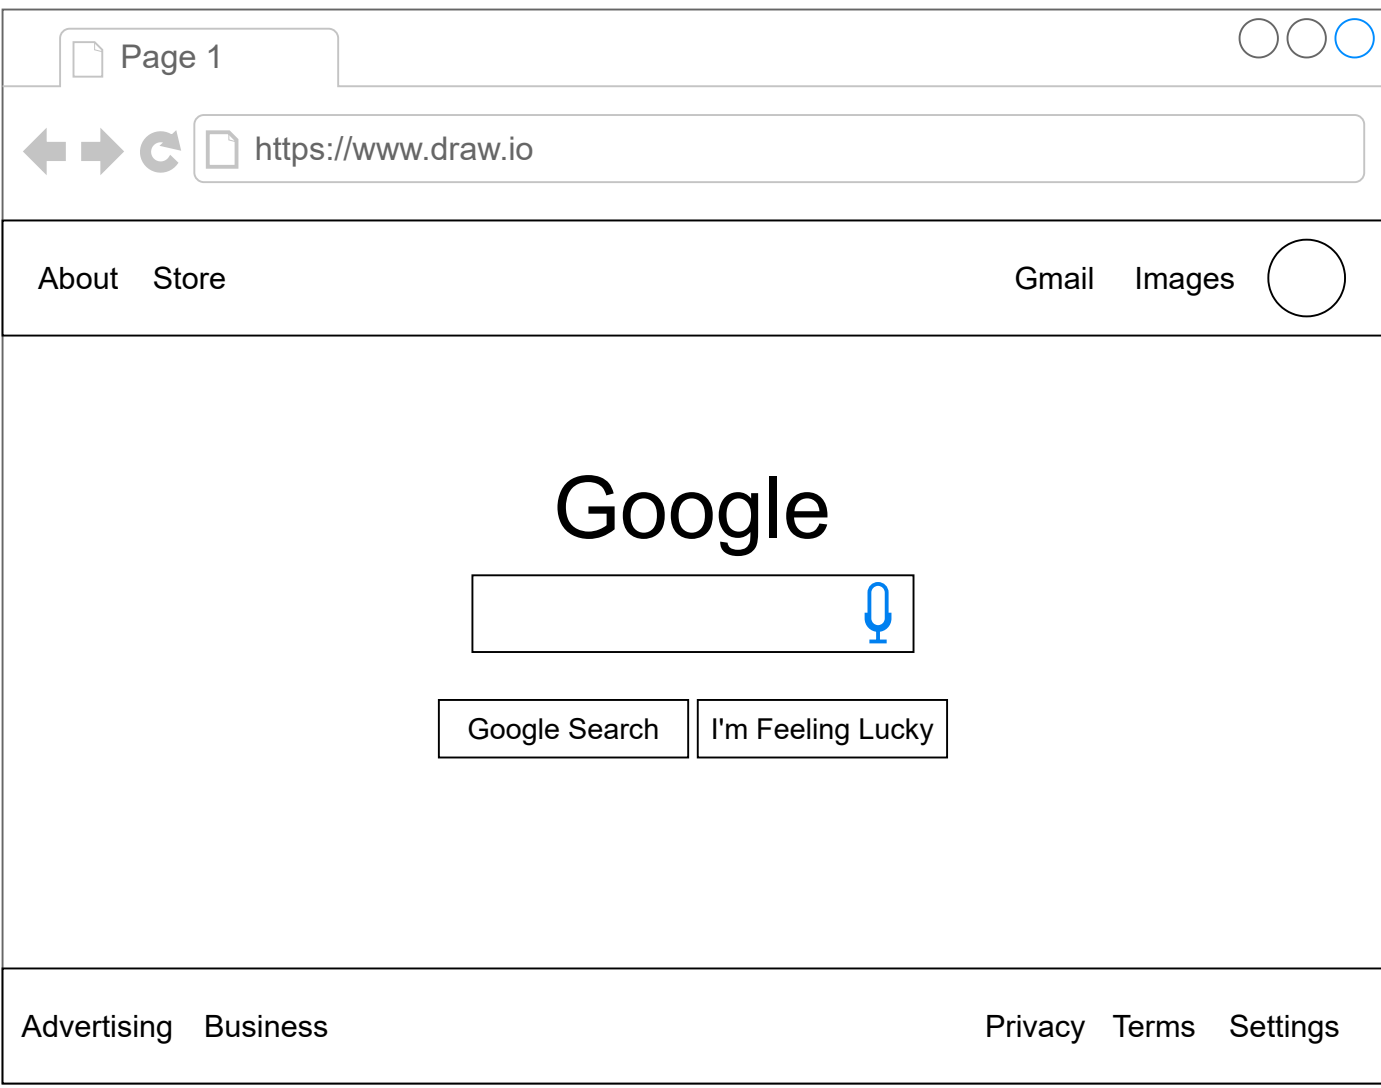 Page 1
https://www.draw.io
About Store Gmail Images
Google
Google Search I'm Feeling Lucky
Advertising Business Privacy Terms Settings